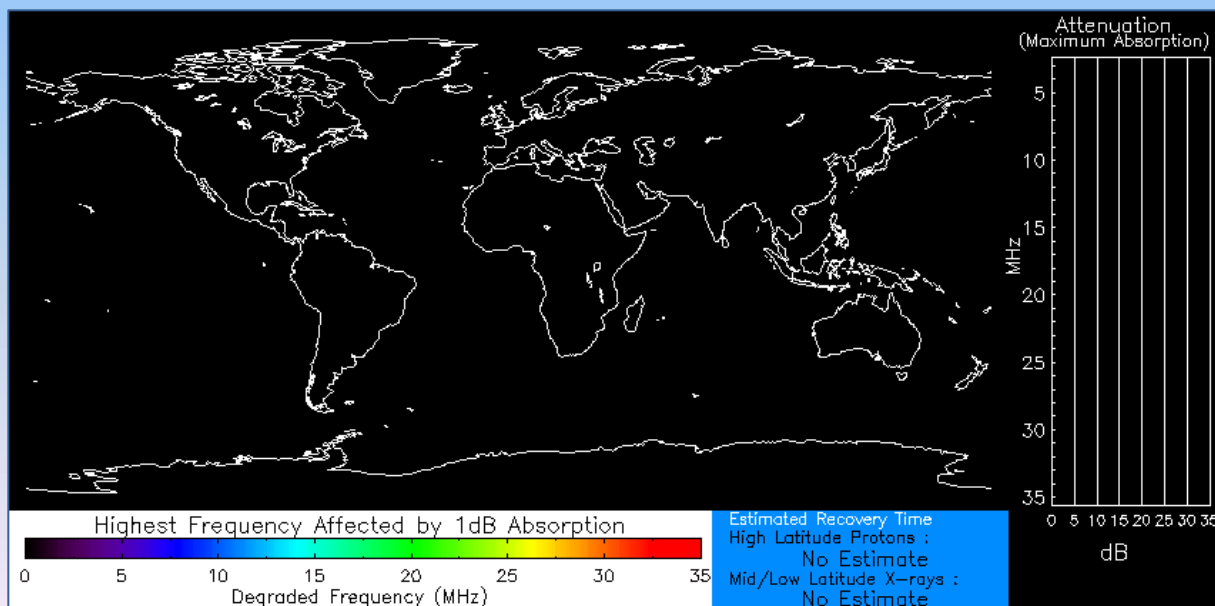 Attenuation
(Maximum Absorption)
5
10
15
20
25
30
35
MHz
0 5 10 15 20 25 30 35
dB
Highest Frequency Affected by 1dB Absorption
0 5 10 15 20 25 30 35
Degraded Frequency (MHz)
Estimated Recovery Time
High Latitude Protons :
No Estimate
Mid/Low Latitude X-rays :
No Estimate